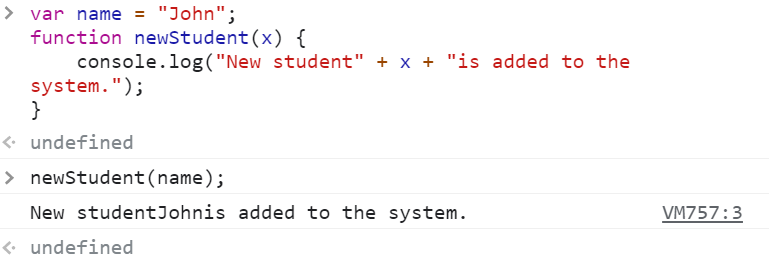 > var name = "John";
function newStudent(x) {
    console.log("New student" + x + "is added to the
system.");
}
<· undefined
> newStudent(name);
New studentJohnis added to the system. VM757:3
<· undefined